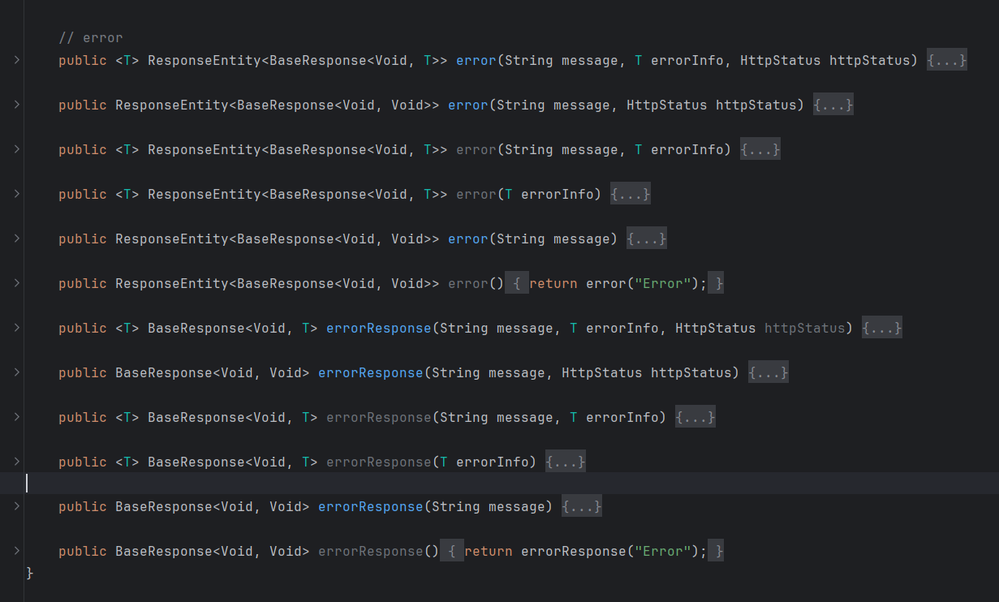 // error
public <T> ResponseEntity<BaseResponse<Void, T>> error(String message, T errorInfo, HttpStatus httpStatus) {...}
public ResponseEntity<BaseResponse<Void, Void>> error(String message, HttpStatus httpStatus) {...}
public <T> ResponseEntity<BaseResponse<Void, T>> error(String message, T errorInfo) {...}
public <T> ResponseEntity<BaseResponse<Void, T>> error(T errorInfo) {...}
public ResponseEntity<BaseResponse<Void, Void>> error(String message) {...}
public ResponseEntity<BaseResponse<Void, Void>> error() { return error("Error"); }
public <T> BaseResponse<Void, T> errorResponse(String message, T errorInfo, HttpStatus httpStatus) {...}
public BaseResponse<Void, Void> errorResponse(String message, HttpStatus httpStatus) {...}
public <T> BaseResponse<Void, T> errorResponse(String message, T errorInfo) {...}
public <T> BaseResponse<Void, T> errorResponse(T errorInfo) {...}
public BaseResponse<Void, Void> errorResponse(String message) {...}
public BaseResponse<Void, Void> errorResponse() { return errorResponse("Error"); }
}